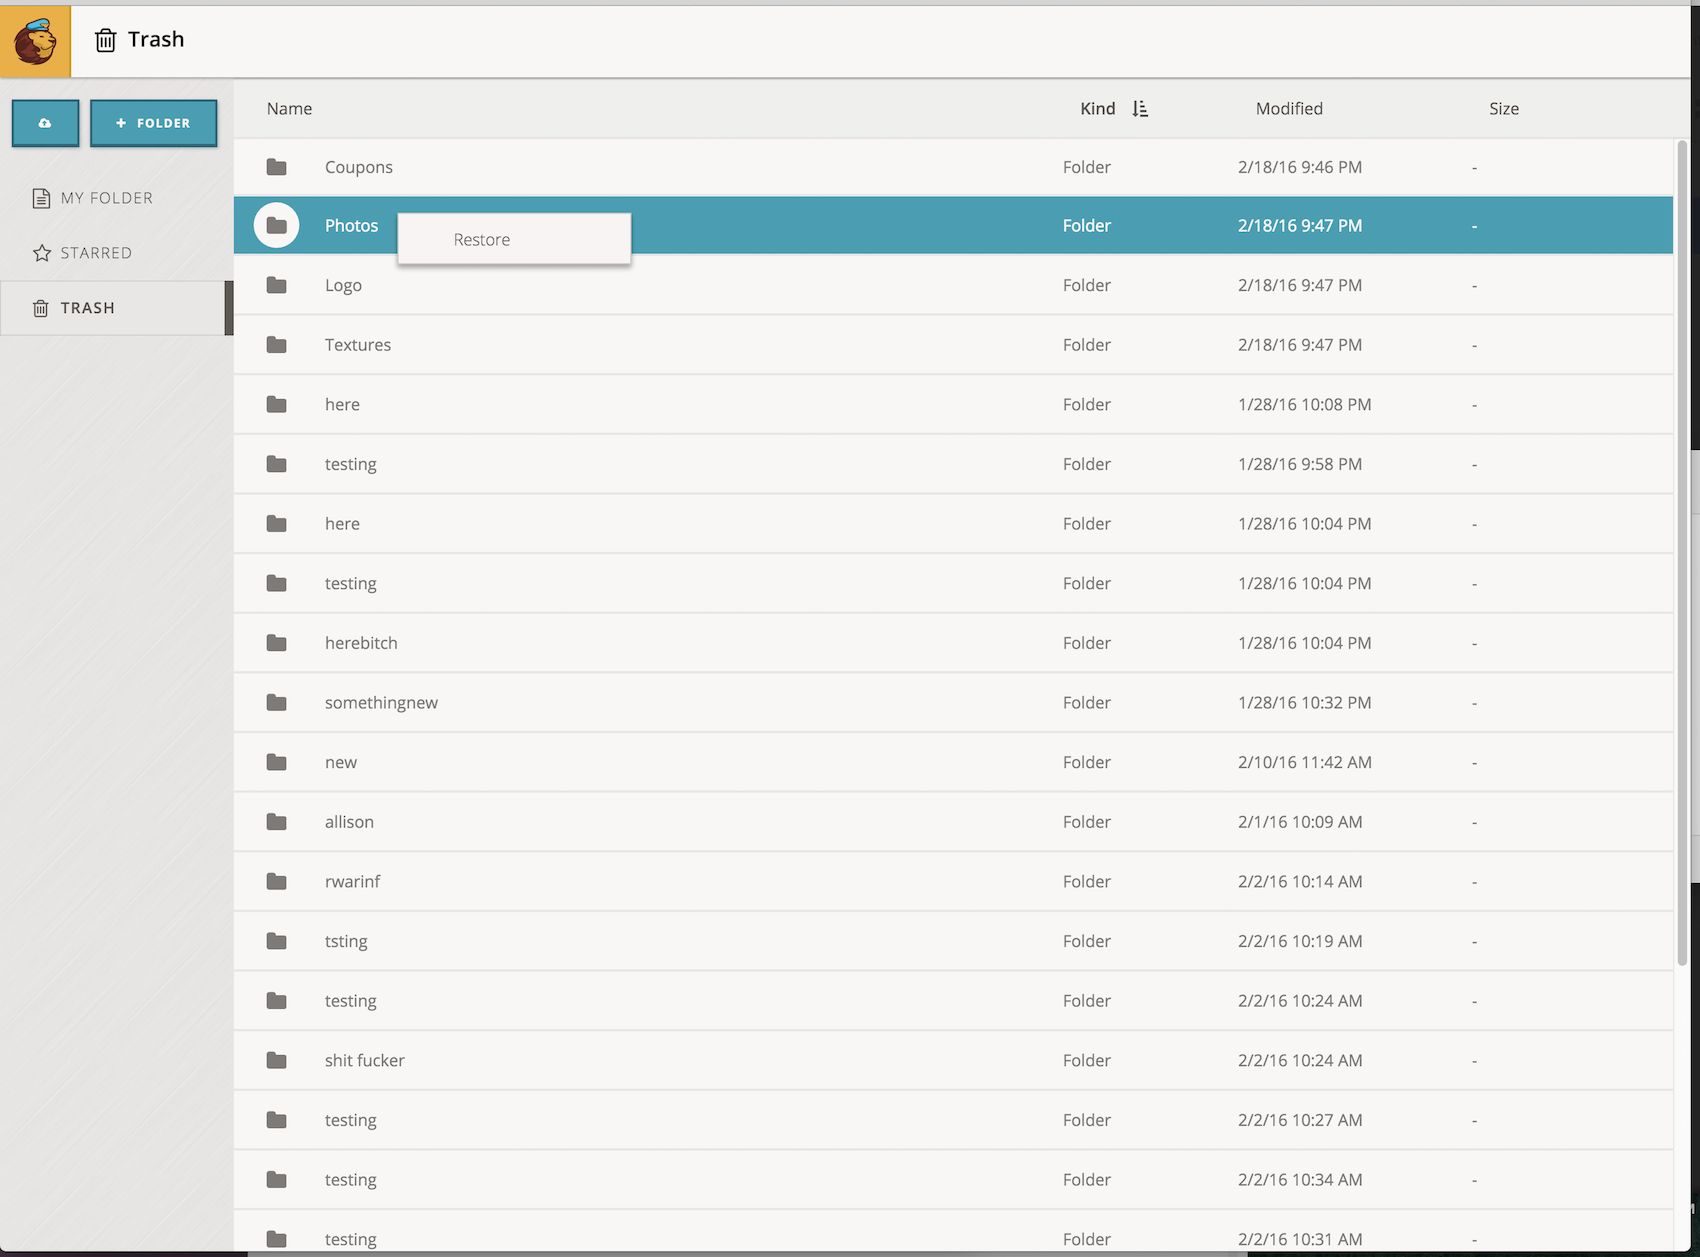 Trash
FOLDER
MY FOLDER
STARRED
TRASH
Name Kind Modified Size
Coupons Folder 2/18/16 9:46 PM -
Photos Folder 2/18/16 9:47 PM -
Restore
Logo Folder 2/18/16 9:47 PM -
Textures Folder 2/18/16 9:47 PM -
here Folder 1/28/16 10:08 PM -
testing Folder 1/28/16 9:58 PM -
here Folder 1/28/16 10:04 PM -
testing Folder 1/28/16 10:04 PM -
herebitch Folder 1/28/16 10:04 PM -
somethingnew Folder 1/28/16 10:32 PM -
new Folder 2/10/16 11:42 AM -
allison Folder 2/1/16 10:09 AM -
rwarinf Folder 2/2/16 10:14 AM -
tsting Folder 2/2/16 10:19 AM -
testing Folder 2/2/16 10:24 AM -
shit fucker Folder 2/2/16 10:24 AM -
testing Folder 2/2/16 10:27 AM -
testing Folder 2/2/16 10:34 AM -
testing Folder 2/2/16 10:31 AM -